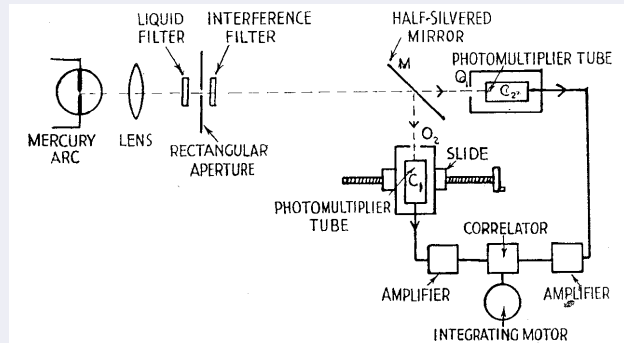 LIQUID
FILTER
INTERFERENCE
FILTER
HALF-SILVERED
MIRROR
M
PHOTOMULTIPLIER TUBE
C₂
MERCURY
ARC
LENS
RECTANGULAR
APERTURE
O₂
SLIDE
C₁
PHOTOMULTIPLIER
TUBE
CORRELATOR
AMPLIFIER
AMPLIFIER
INTEGRATING MOTOR